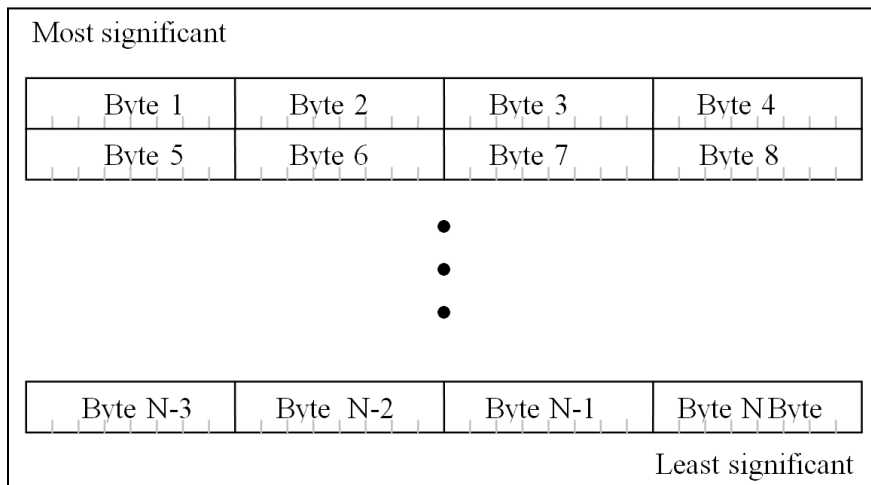 Most significant
Byte 1 Byte 2 Byte 3 Byte 4
Byte 5 Byte 6 Byte 7 Byte 8
Byte N-3 Byte N-2 Byte N-1 Byte N Byte
Least significant